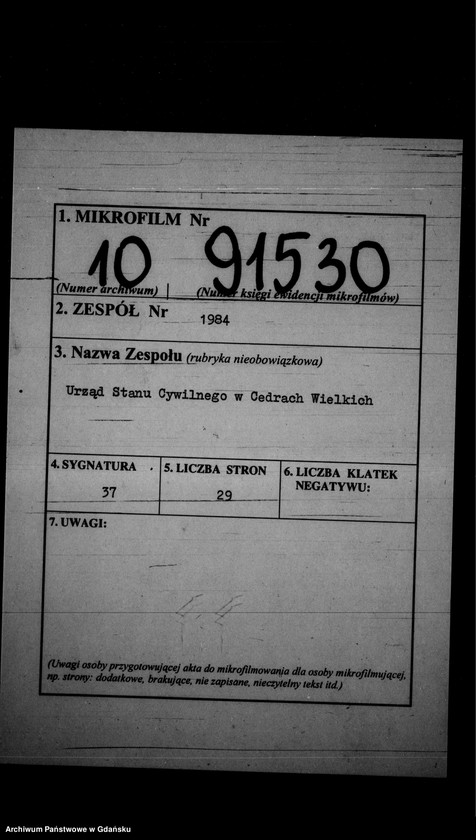 1. MIKROFILM Nr
10 91530
(Numer archiwum) (Numer księgi ewidencji mikrofilmów)
2. ZESPÓŁ Nr
1984
3. Nazwa Zespołu (rubryka nieobowiązkowa)
Urząd Stanu Cywilnego w Cedrach Wielkich
4. SYGNATURA 5. LICZBA STRON 6. LICZBA KLATEK
NEGATYWU:
37 29
7. UWAGI:
(Uwagi osoby przygotowującej akta do mikrofilmowania dla osoby mikrofilmującej,
np. strony: dodatkowe, brakujące, nie zapisane, nieczytelny tekst itd.)
Archiwum Państwowe w Gdańsku